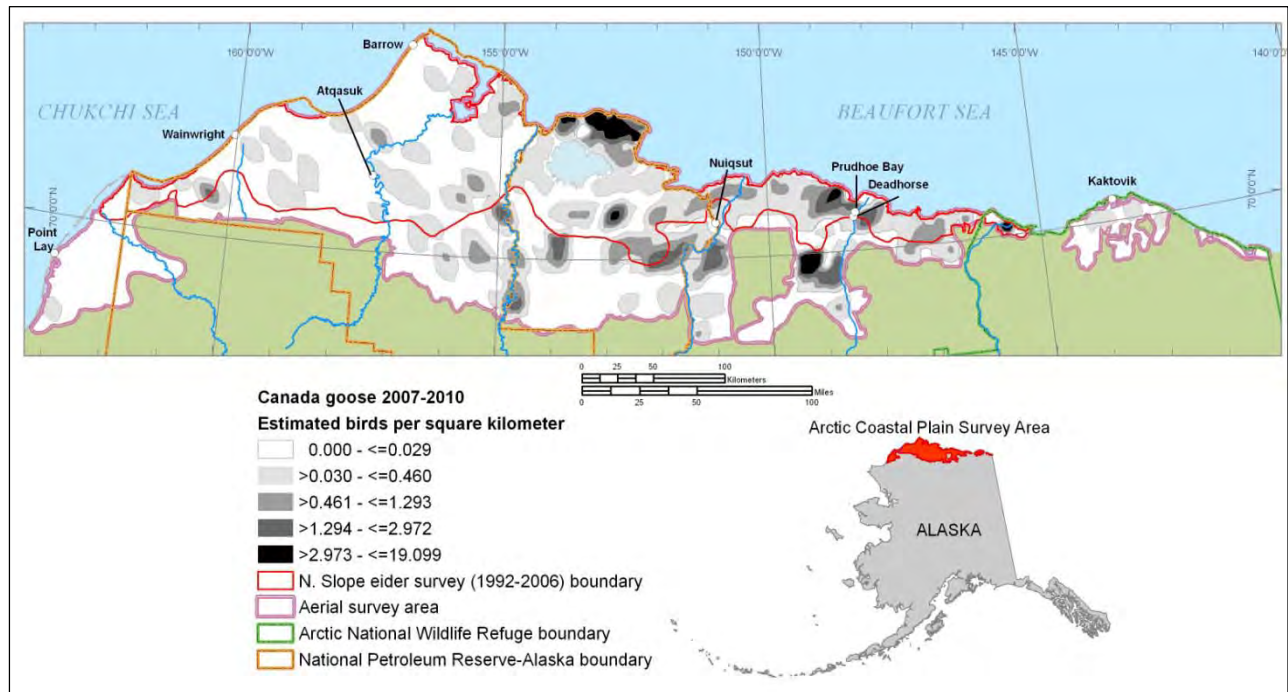 160°0'0"W
155°0'0"W
150°0'0"W
145°0'0"W
140°0'0"
Barrow
Atqasuk
CHUKCHI SEA
Wainwright
BEAUFORT SEA
Nuiqsut
Prudhoe Bay
Deadhorse
Kaktovik
70°0'0"N
70°0'0"N
Point
Lay
0 25 50 100
Kilometers
Miles
0 25 50 100
Canada goose 2007-2010
Estimated birds per square kilometer
0.000 - <=0.029
>0.030 - <=0.460
>0.461 - <=1.293
>1.294 - <=2.972
>2.973 - <=19.099
N. Slope eider survey (1992-2006) boundary
Aerial survey area
Arctic National Wildlife Refuge boundary
National Petroleum Reserve-Alaska boundary
Arctic Coastal Plain Survey Area
ALASKA